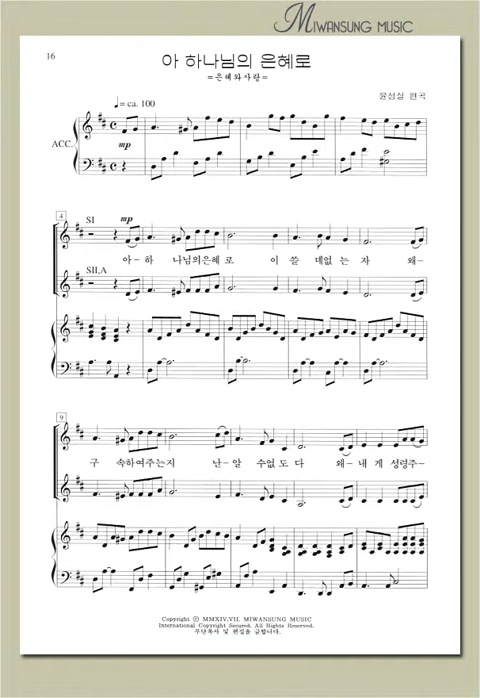 MIWANSUNG MUSIC
16
아 하나님의 은혜로
=은혜와사랑=
윤성실 편곡
♩= ca. 100
ACC.
mp
4
SI
mp
아-하 나님의은혜 로 이 쓸 데없 는 자 왜-
SII,A
9
구 속하여주는지 난- 알 수없 도 다 왜- 내 게 성령주-
Copyright ⓒ MMXIV.VII. MIWANSUNG MUSIC
International Copyright Secured. All Rights Reserved.
무단복사 및 편집을 금합니다.